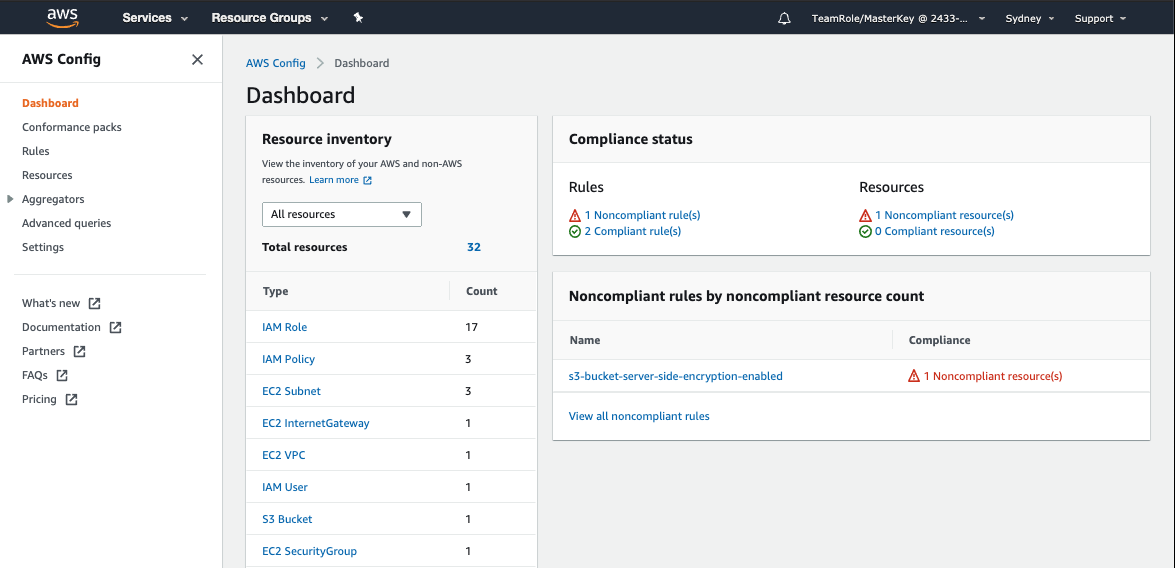 aws
Services
Resource Groups
TeamRole/MasterKey @ 2433-...
Sydney
Support
AWS Config
Dashboard
Conformance packs
Rules
Resources
Aggregators
Advanced queries
Settings
What's new
Documentation
Partners
FAQs
Pricing
AWS Config > Dashboard
Dashboard
Resource inventory
View the inventory of your AWS and non-AWS
resources. Learn more
All resources
Total resources 32
Type Count
IAM Role 17
IAM Policy 3
EC2 Subnet 3
EC2 InternetGateway 1
EC2 VPC 1
IAM User 1
S3 Bucket 1
EC2 SecurityGroup 1
Compliance status
Rules
1 Noncompliant rule(s)
2 Compliant rule(s)
Resources
1 Noncompliant resource(s)
0 Compliant resource(s)
Noncompliant rules by noncompliant resource count
Name Compliance
s3-bucket-server-side-encryption-enabled 1 Noncompliant resource(s)
View all noncompliant rules